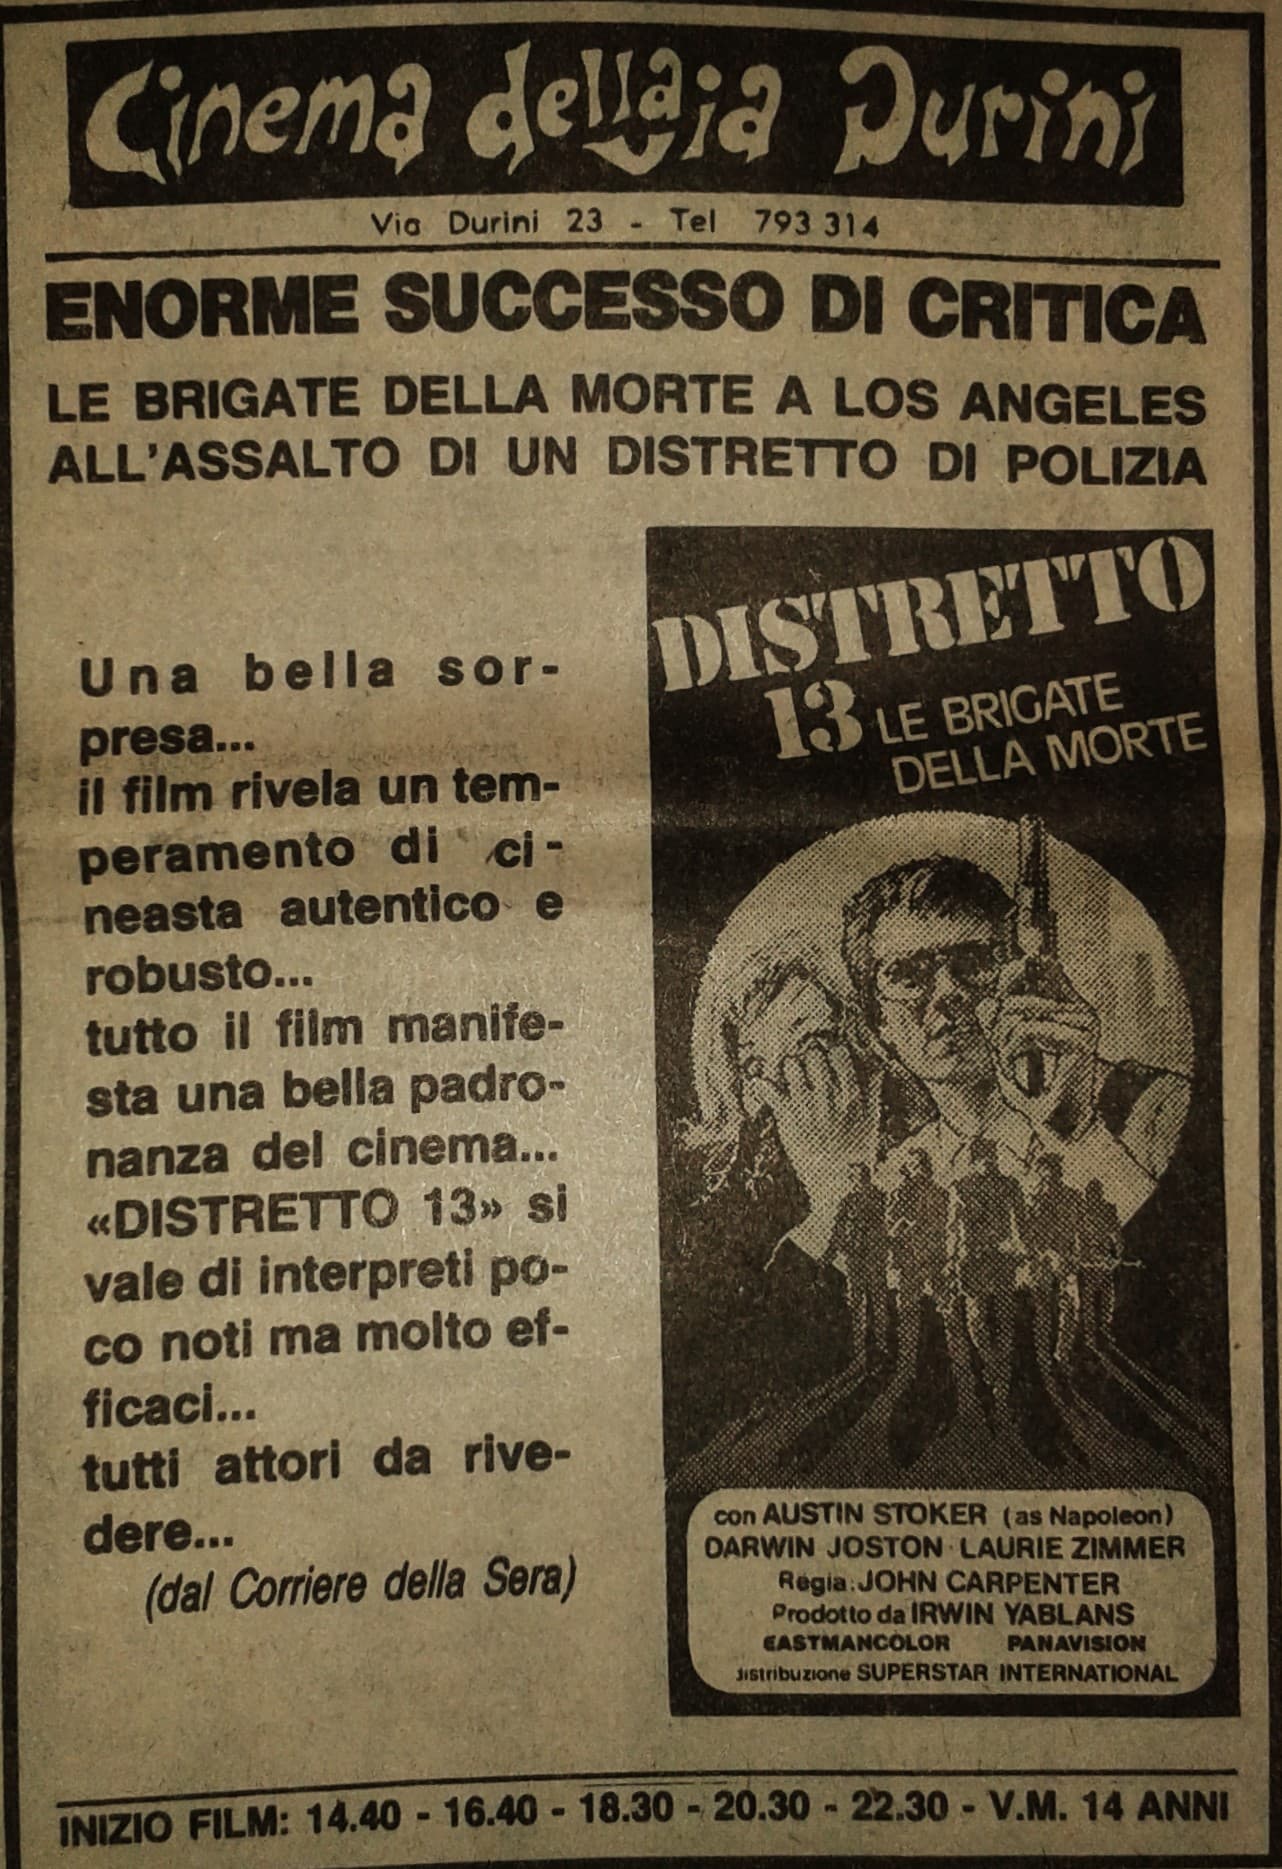 Cinema della via Durini
Via Durini 23 - Tel 793 314
ENORME SUCCESSO DI CRITICA
LE BRIGATE DELLA MORTE A LOS ANGELES
ALL'ASSALTO DI UN DISTRETTO DI POLIZIA
Una bella sor-
presa...
il film rivela un tem-
peramento di ci-
neasta autentico e
robusto...
tutto il film manife-
sta una bella padro-
nanza del cinema...
«DISTRETTO 13» si
vale di interpreti po-
co noti ma molto ef-
ficaci...
tutti attori da rive-
dere...
(dal Corriere della Sera)
DISTRETTO
13 LE BRIGATE
DELLA MORTE
con AUSTIN STOKER (as Napoleon)
DARWIN JOSTON · LAURIE ZIMMER
Regia: JOHN CARPENTER
Prodotto da IRWIN YABLANS
EASTMANCOLOR PANAVISION
distribuzione SUPERSTAR INTERNATIONAL
INIZIO FILM: 14.40 - 16.40 - 18.30 - 20.30 - 22.30 - V.M. 14 ANNI